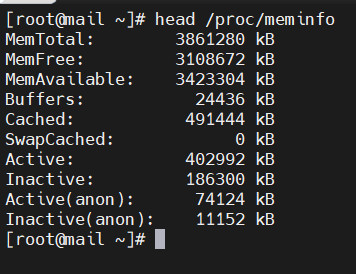 [root@mail ~]# head /proc/meminfo
MemTotal:        3861280 kB
MemFree:         3108672 kB
MemAvailable:    3423304 kB
Buffers:           24436 kB
Cached:           491444 kB
SwapCached:            0 kB
Active:           402992 kB
Inactive:         186300 kB
Active(anon):      74124 kB
Inactive(anon):    11152 kB
[root@mail ~]#